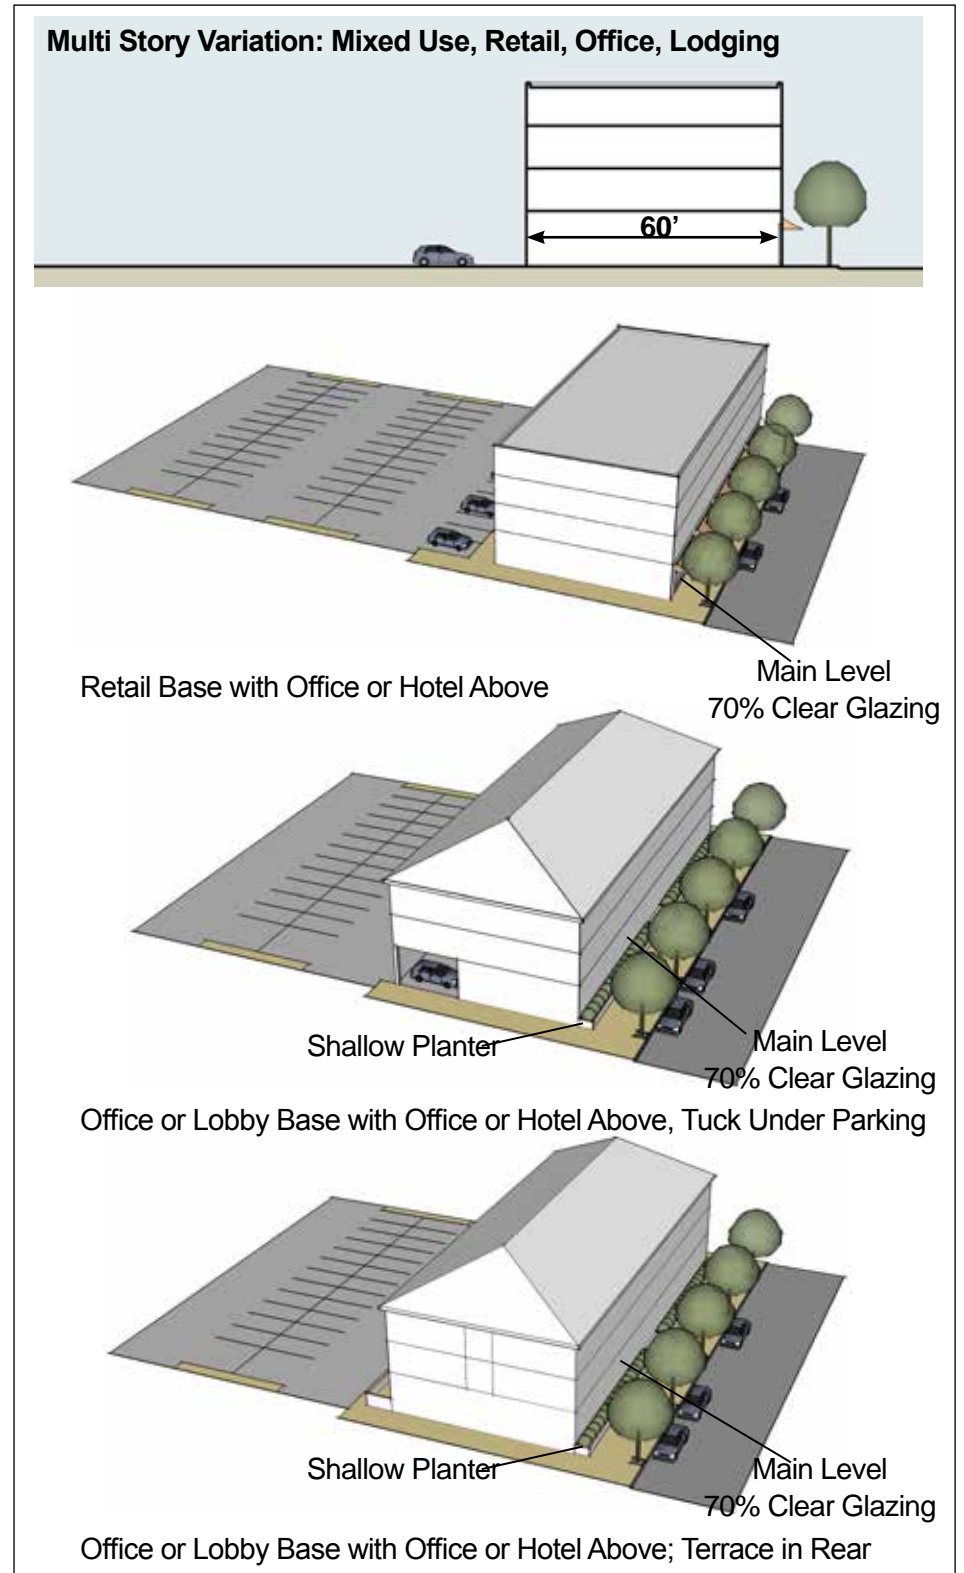 Multi Story Variation: Mixed Use, Retail, Office, Lodging
60’
Main Level
Retail Base with Office or Hotel Above
70% Clear Glazing
Shallow Planter
Main Level
70% Clear Glazing
Office or Lobby Base with Office or Hotel Above, Tuck Under Parking
Shallow Planter
Main Level
70% Clear Glazing
Office or Lobby Base with Office or Hotel Above; Terrace in Rear